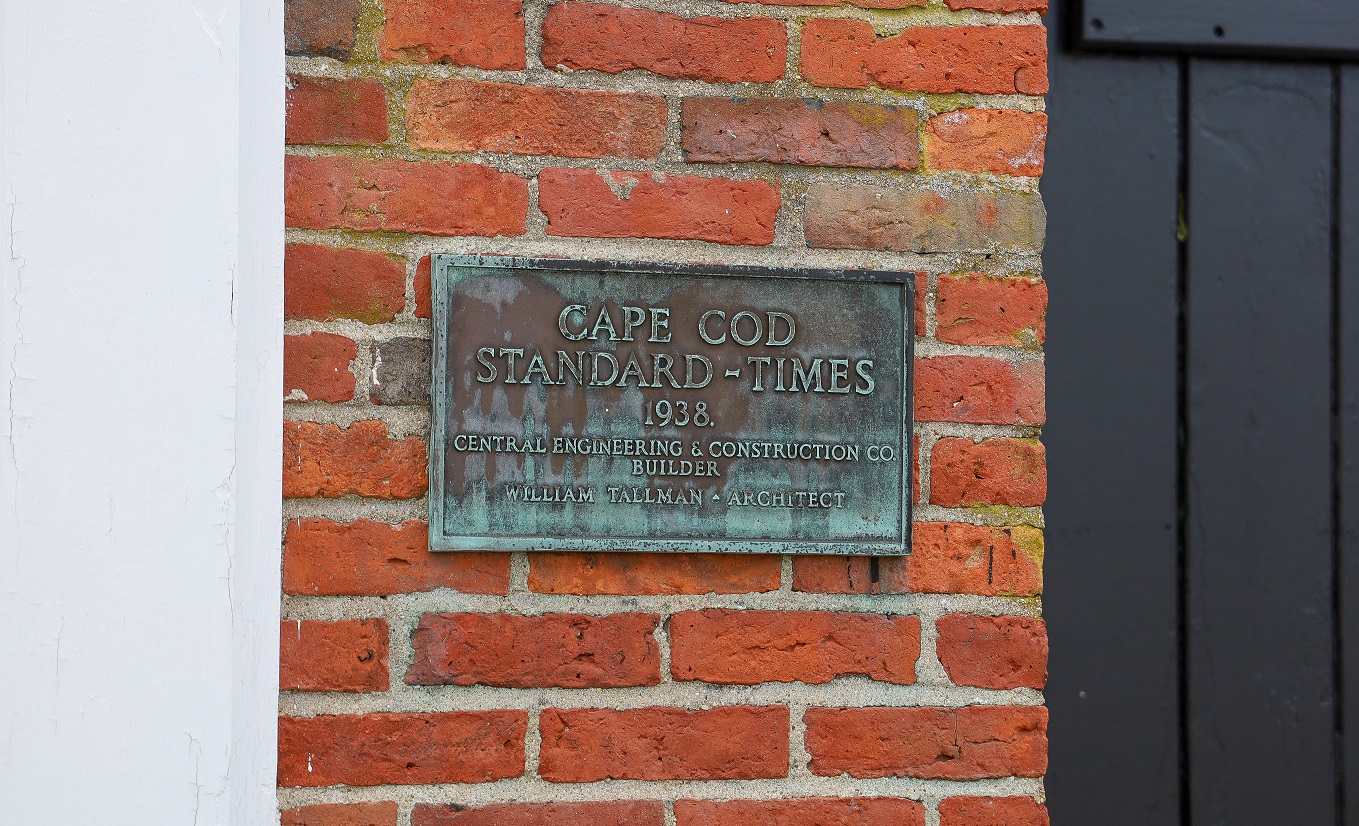 CAPE COD
STANDARD-TIMES
1938.
CENTRAL ENGINEERING & CONSTRUCTION CO.
BUILDER
WILLIAM TALLMAN • ARCHITECT